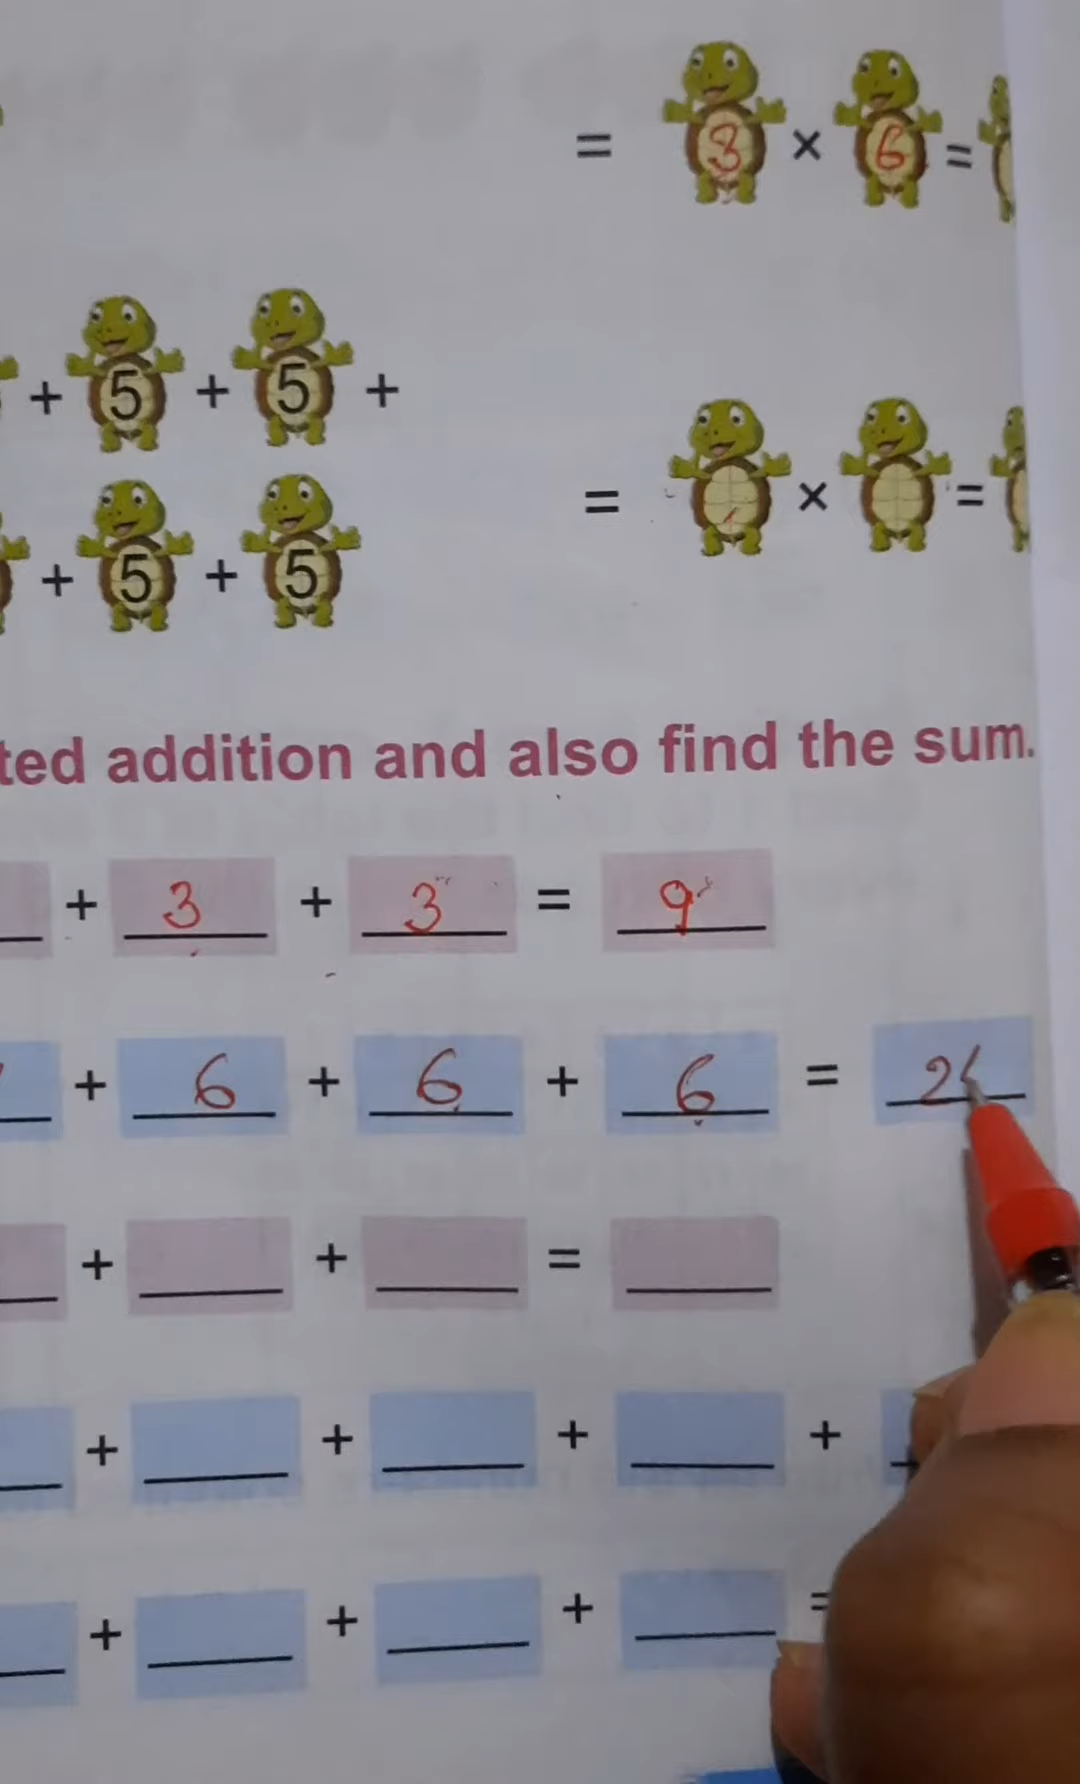 = 3 × 6 =
+ 5 + 5 +
= × =
+ 5 + 5
ted addition and also find the sum.
+ 3 + 3 = 9
+ 6 + 6 + 6 = 2
+ + =
+ + + +
+ + + =